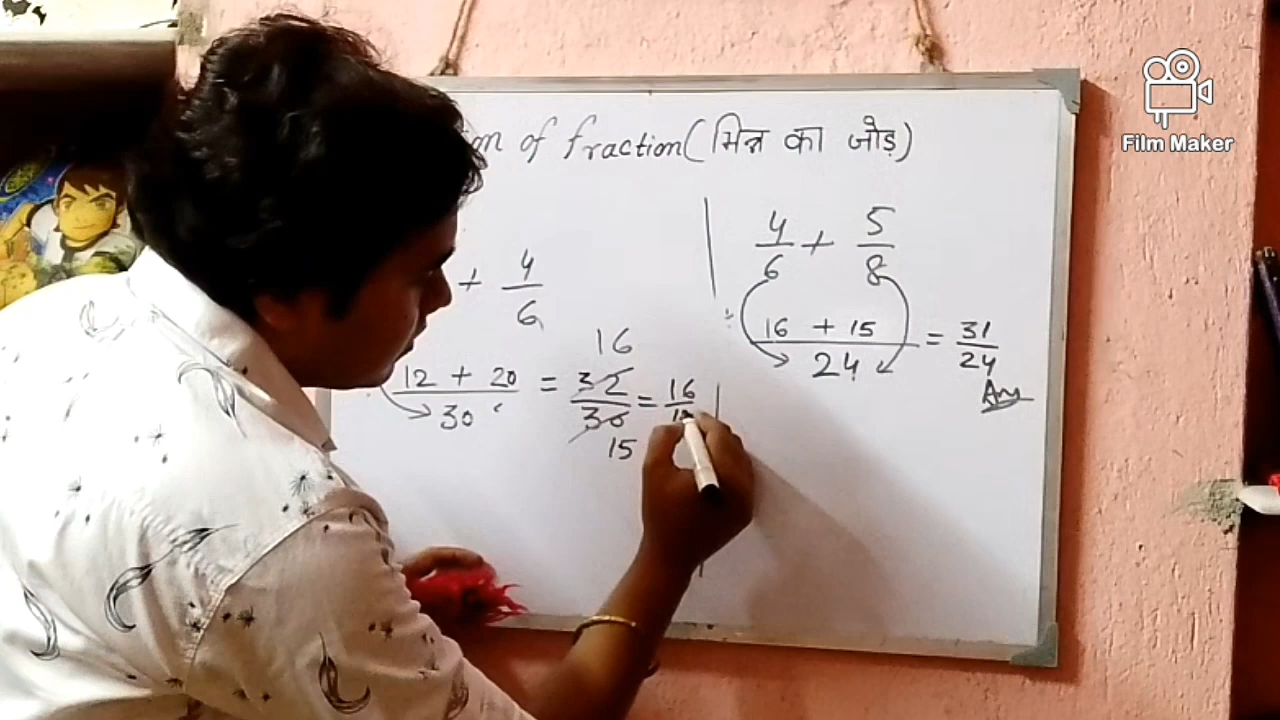 of fraction (भिन्न का जोड़)
+ 4/6
12 + 20 / 30 = 32/30 = 16/1
16
15
4/6 + 5/8
16 + 15 / 24 = 31/24
Ans
Film Maker